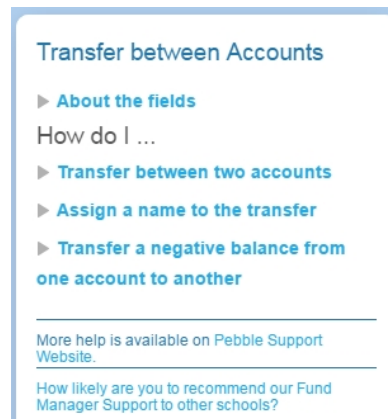 Transfer between Accounts
About the fields
How do I ...
Transfer between two accounts
Assign a name to the transfer
Transfer a negative balance from
one account to another
More help is available on Pebble Support
Website.
How likely are you to recommend our Fund
Manager Support to other schools?